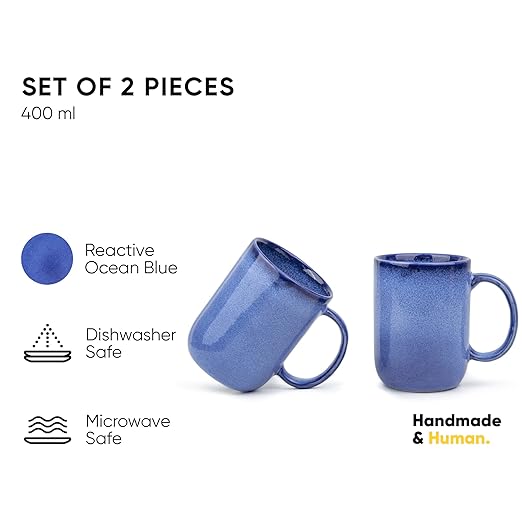 SET OF 2 PIECES
400 ml
Reactive
Ocean Blue
Dishwasher
Safe
Microwave
Safe
Handmade
& Human.